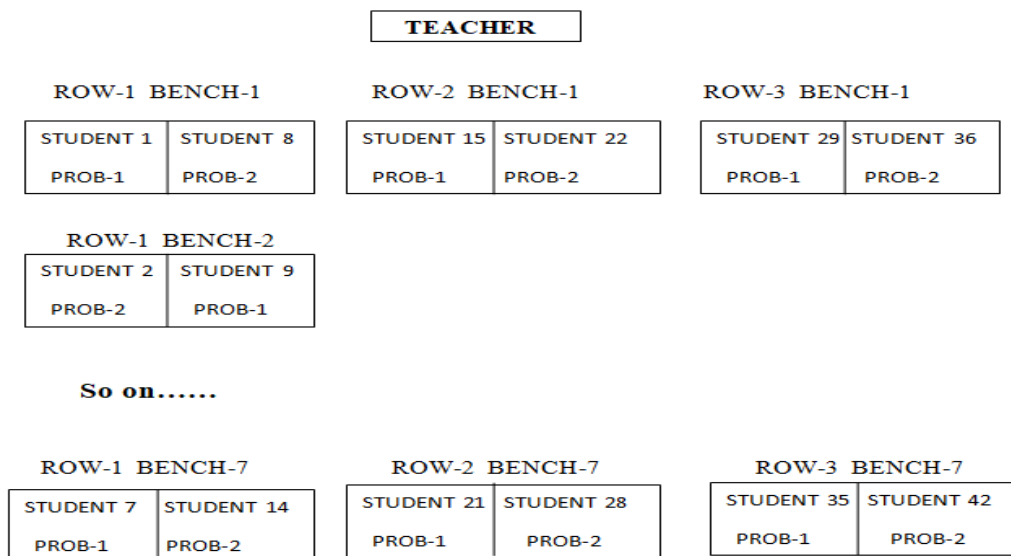 TEACHER
ROW-1 BENCH-1 ROW-2 BENCH-1 ROW-3 BENCH-1
STUDENT 1 STUDENT 8 STUDENT 15 STUDENT 22 STUDENT 29 STUDENT 36
PROB-1 PROB-2 PROB-1 PROB-2 PROB-1 PROB-2
ROW-1 BENCH-2
STUDENT 2 STUDENT 9
PROB-2 PROB-1
So on......
ROW-1 BENCH-7 ROW-2 BENCH-7 ROW-3 BENCH-7
STUDENT 7 STUDENT 14 STUDENT 21 STUDENT 28 STUDENT 35 STUDENT 42
PROB-1 PROB-2 PROB-1 PROB-2 PROB-1 PROB-2